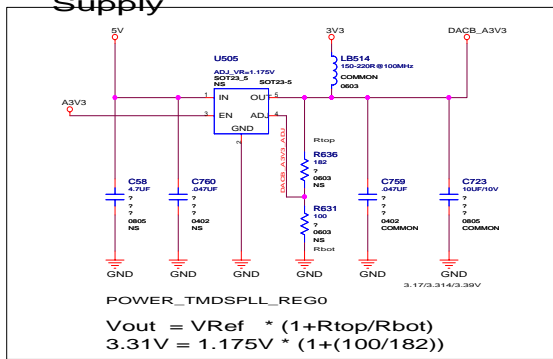 Supply
5V
3V3
DACB_A3V3
U505
ADJ_VR=1.175V
SOT23_5
SOT23-5
NS
LB514
150-220R@100MHz
COMMON
0603
A3V3
1
IN
OUT
5
3
EN
ADJ
4
GND
2
DACB_A3V3_ADJ
Rtop
R636
182
?
0603
NS
C58
4.7UF
?
?
?
0805
NS
C760
.047UF
?
?
?
0402
NS
R631
100
?
0603
NS
Rbot
C759
.047UF
?
?
?
0402
COMMON
C723
10UF/10V
?
?
?
0805
COMMON
GND
GND
GND
GND
GND
GND
3.17/3.314/3.39V
POWER_TMDSPLL_REG0
Vout = VRef * (1+Rtop/Rbot)
3.31V = 1.175V * (1+(100/182))